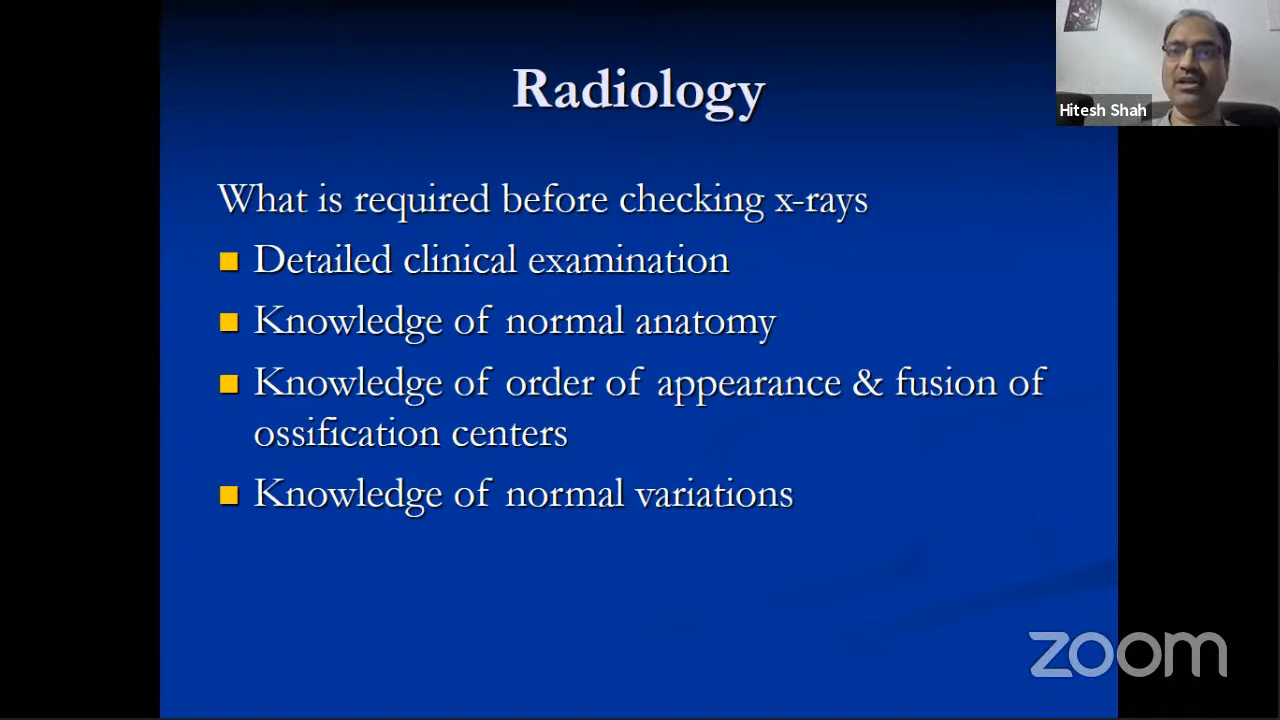 Radiology
Hitesh Shah
What is required before checking x-rays
Detailed clinical examination
Knowledge of normal anatomy
Knowledge of order of appearance & fusion of
ossification centers
Knowledge of normal variations
zoom